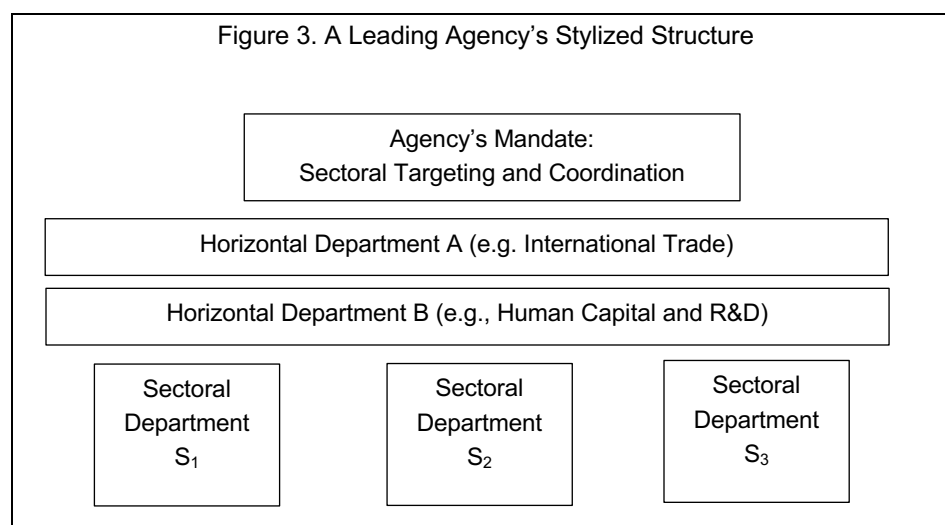 Figure 3. A Leading Agency's Stylized Structure
Agency's Mandate:
Sectoral Targeting and Coordination
Horizontal Department A (e.g. International Trade)
Horizontal Department B (e.g., Human Capital and R&D)
Sectoral
Department
S₁
Sectoral
Department
S₂
Sectoral
Department
S₃